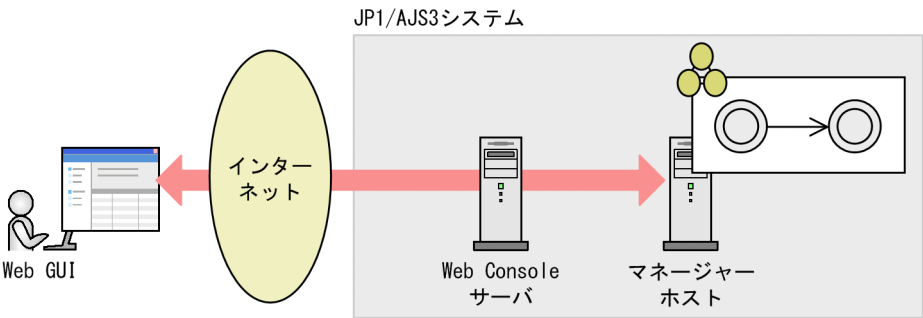 JP1/AJS3システム
インター
ネット
Web GUI
Web Console
サーバ
マネージャー
ホスト